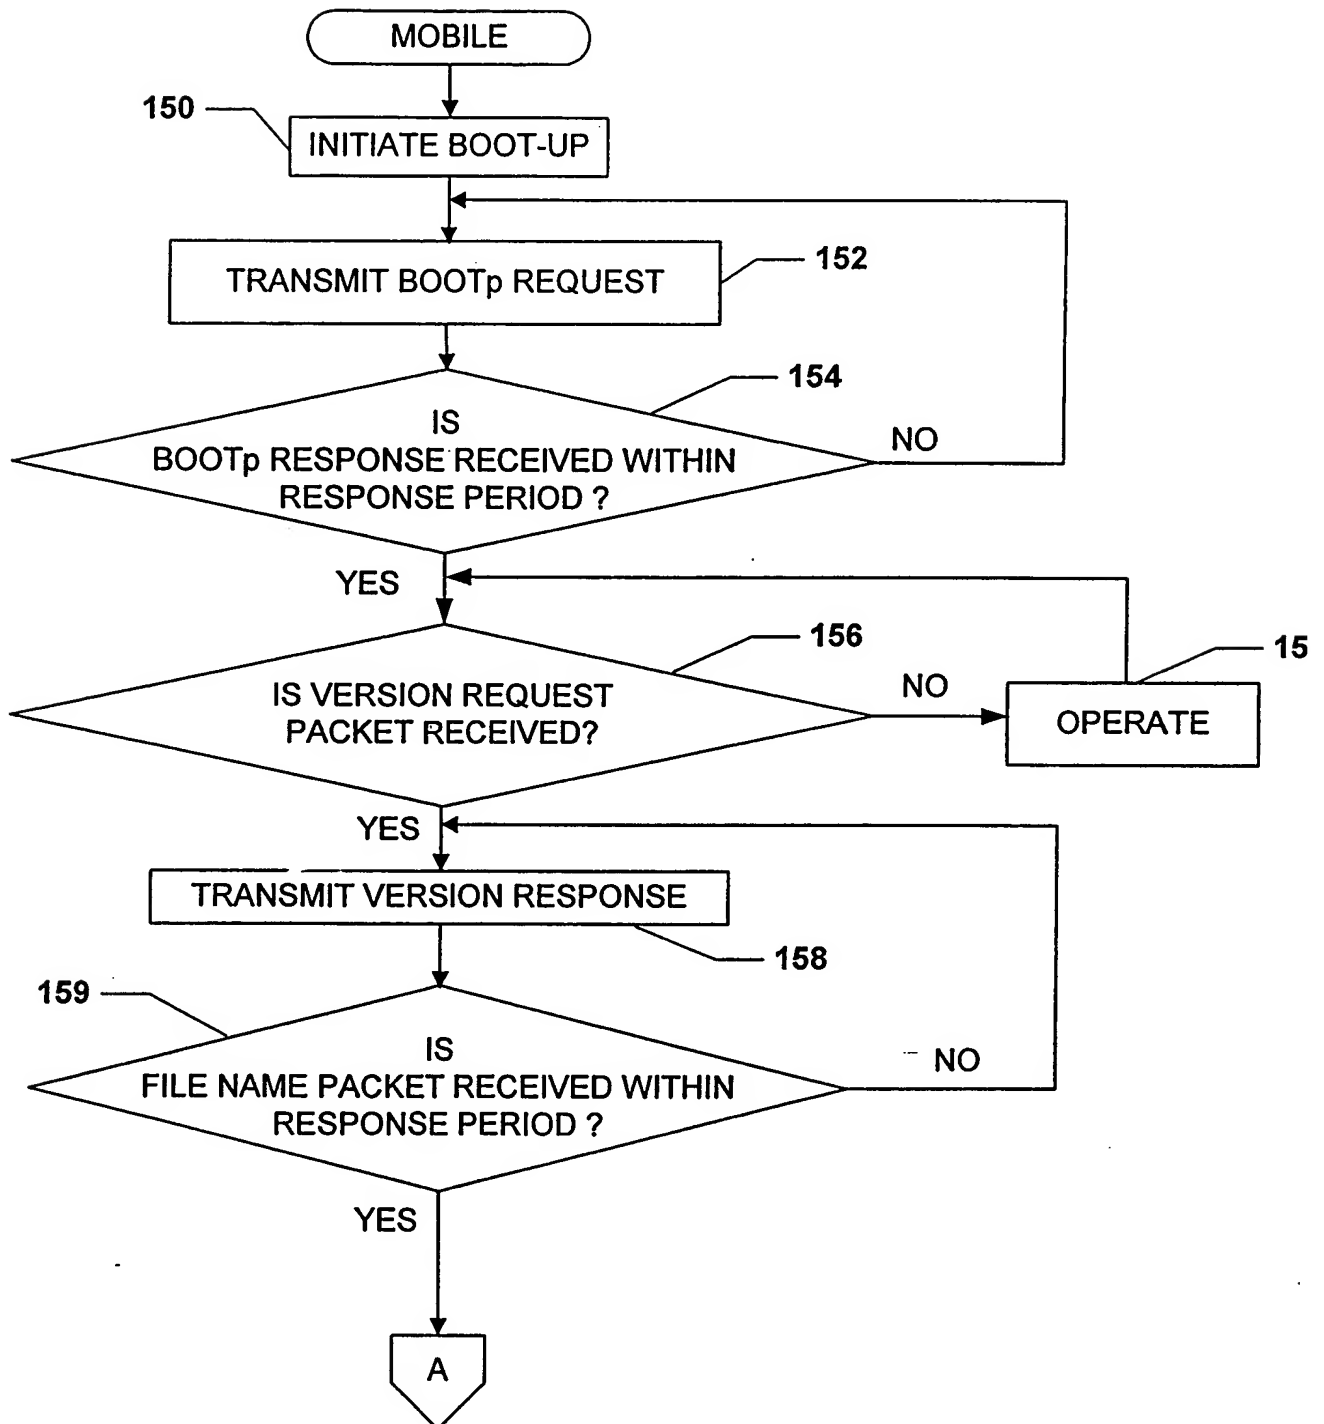 MOBILE
150
INITIATE BOOT-UP
152
TRANSMIT BOOTp REQUEST
154
IS
BOOTp RESPONSE RECEIVED WITHIN
RESPONSE PERIOD ?
NO
YES
156
15
IS VERSION REQUEST
PACKET RECEIVED?
NO
OPERATE
YES
TRANSMIT VERSION RESPONSE
158
159
IS
FILE NAME PACKET RECEIVED WITHIN
RESPONSE PERIOD ?
NO
YES
A